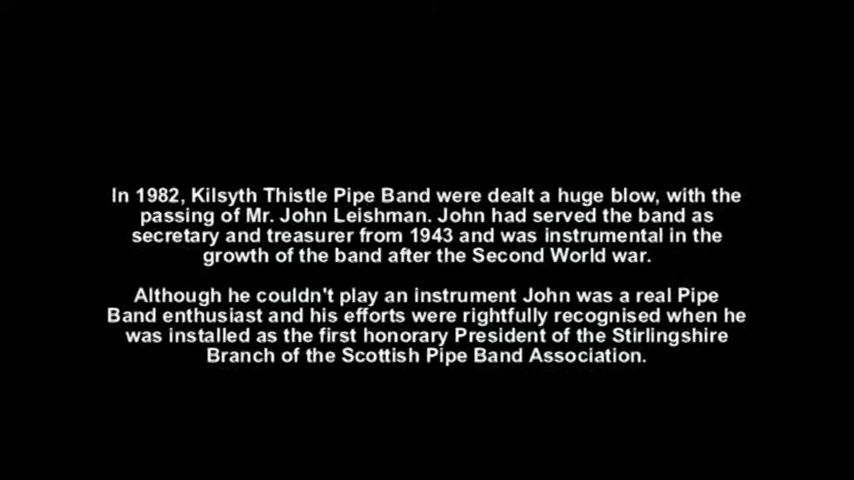 In 1982, Kilsyth Thistle Pipe Band were dealt a huge blow, with the
passing of Mr. John Leishman. John had served the band as
secretary and treasurer from 1943 and was instrumental in the
growth of the band after the Second World war.
Although he couldn't play an instrument John was a real Pipe
Band enthusiast and his efforts were rightfully recognised when he
was installed as the first honorary President of the Stirlingshire
Branch of the Scottish Pipe Band Association.